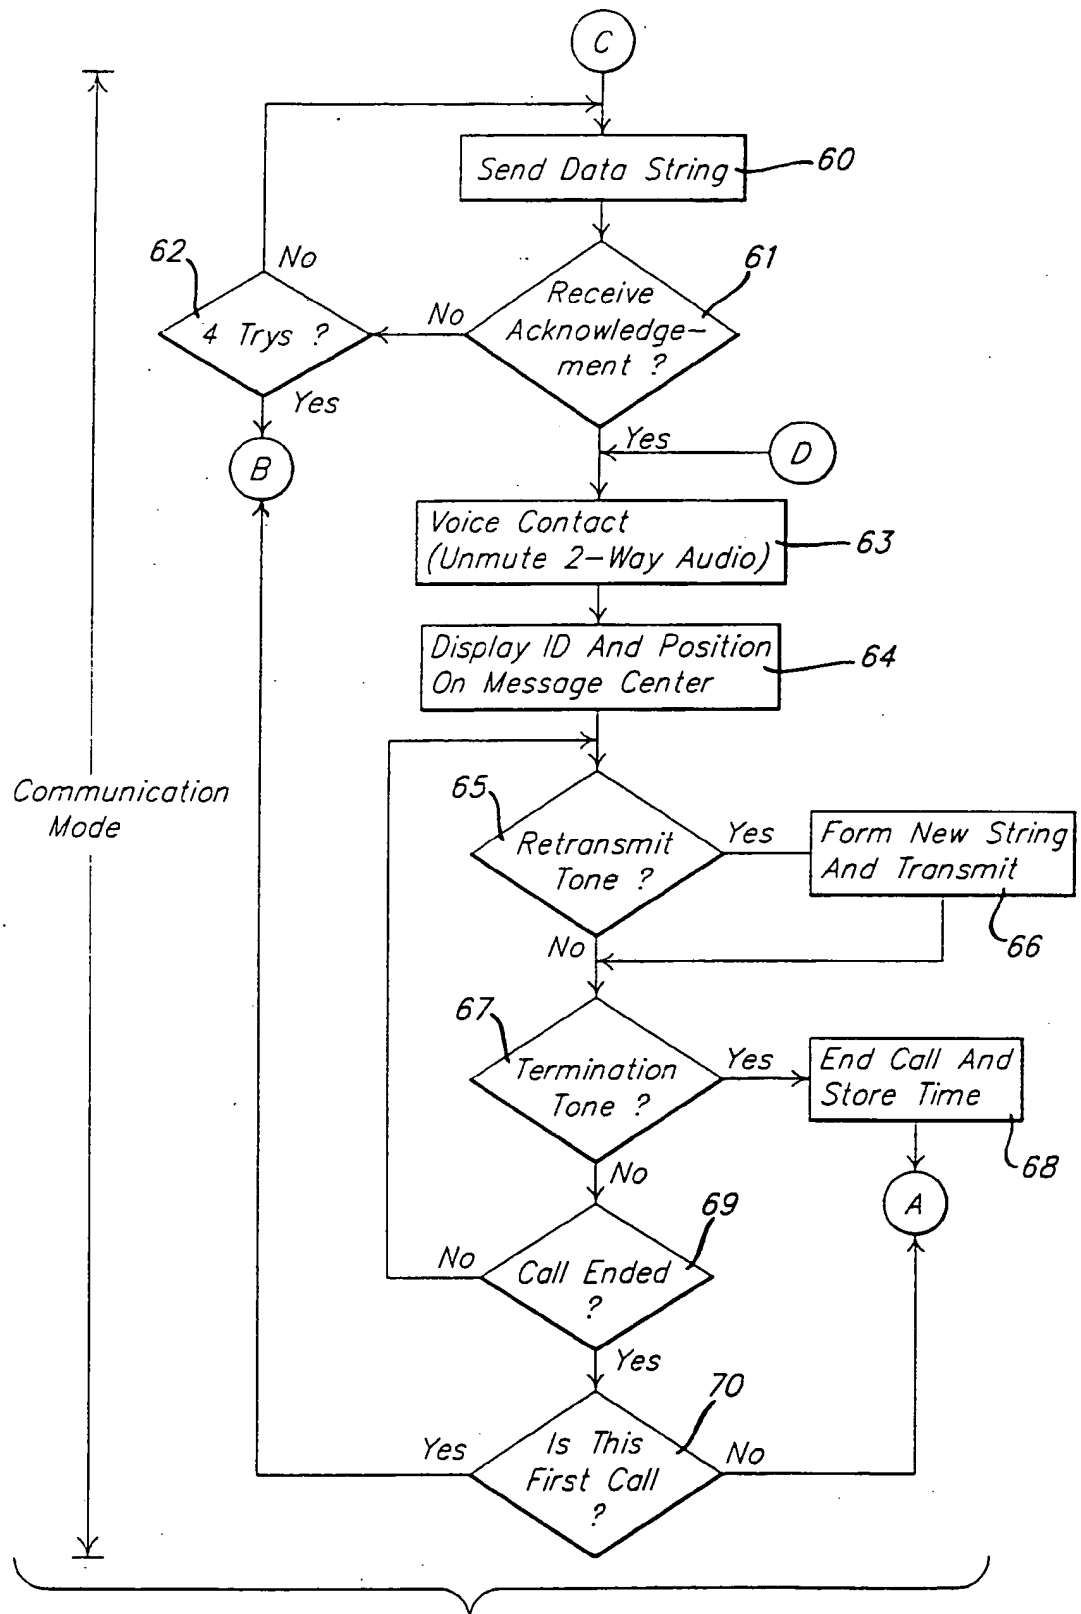 C
Send Data String
60
62
No
61
Receive
Acknowledge-
ment ?
No
4 Trys ?
Yes
Yes
D
B
Voice Contact
(Unmute 2-Way Audio)
63
Display ID And Position
On Message Center
64
Communication
Mode
65
Retransmit
Tone ?
Yes
Form New String
And Transmit
66
No
67
Termination
Tone ?
Yes
End Call And
Store Time
68
No
A
69
No
Call Ended
?
Yes
70
Yes
Is This
First Call
?
No